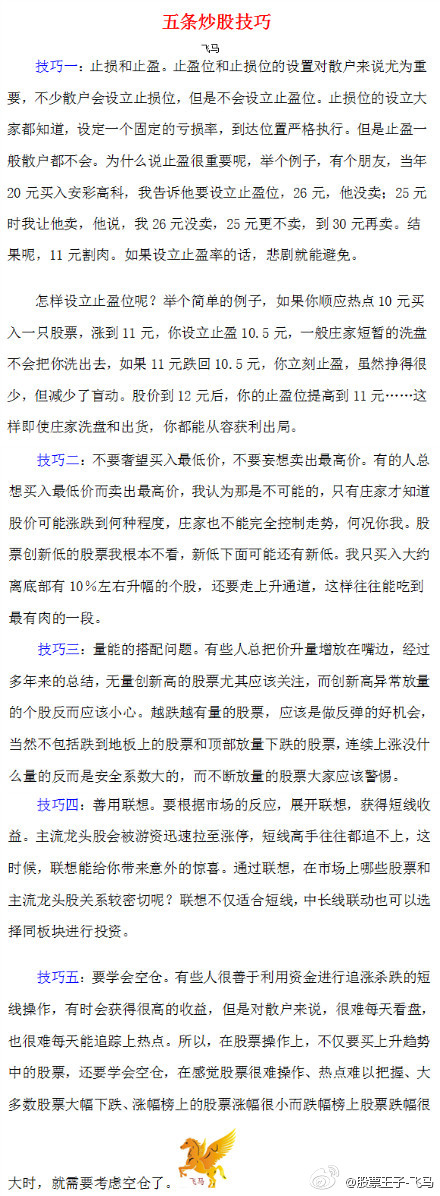 五条炒股技巧
飞马
技巧一：止损和止盈。止盈位和止损位的设置对散户来说尤为重
要，不少散户会设立止损位，但是不会设立止盈位。止损位的设立大
家都知道，设定一个固定的亏损率，到达位置严格执行。但是止盈一
般散户都不会。为什么说止盈很重要呢，举个例子，有个朋友，当年
20 元买入安彩高科，我告诉他要设立止盈位，26 元，他没卖；25 元
时我让他卖，他说，我 26 元没卖，25 元更不卖，到 30 元再卖。结
果呢，11 元割肉。如果设立止盈率的话，悲剧就能避免。
怎样设立止盈位呢？举个简单的例子，如果你顺应热点 10 元买
入一只股票，涨到 11 元，你设立止盈 10.5 元，一般庄家短暂的洗盘
不会把你洗出去，如果 11 元跌回 10.5 元，你立刻止盈，虽然挣得很
少，但减少了盲动。股价到 12 元后，你的止盈位提高到 11 元……这
样即使庄家洗盘和出货，你都能从容获利出局。
技巧二：不要奢望买入最低价，不要妄想卖出最高价。有的人总
想买入最低价而卖出最高价，我认为那是不可能的，只有庄家才知道
股价可能涨跌到何种程度，庄家也不能完全控制走势，何况你我。股
票创新低的股票我根本不看，新低下面可能还有新低。我只买入大约
离底部有 10％左右升幅的个股，还要走上升通道，这样往往能吃到
最有肉的一段。
技巧三：量能的搭配问题。有些人总把价升量增放在嘴边，经过
多年来的总结，无量创新高的股票尤其应该关注，而创新高异常放量
的个股反而应该小心。越跌越有量的股票，应该是做反弹的好机会，
当然不包括跌到地板上的股票和顶部放量下跌的股票，连续上涨没什
么量的反而是安全系数大的，而不断放量的股票大家应该警惕。
技巧四：善用联想。要根据市场的反应，展开联想，获得短线收
益。主流龙头股会被游资迅速拉至涨停，短线高手往往都追不上，这
时候，联想能给你带来意外的惊喜。通过联想，在市场上哪些股票和
主流龙头股关系较密切呢？联想不仅适合短线，中长线联动也可以选
择同板块进行投资。
技巧五：要学会空仓。有些人很善于利用资金进行追涨杀跌的短
线操作，有时会获得很高的收益，但是对散户来说，很难每天看盘，
也很难每天能追踪上热点。所以，在股票操作上，不仅要买上升趋势
中的股票，还要学会空仓，在感觉股票很难操作、热点难以把握、大
多数股票大幅下跌、涨幅榜上的股票涨幅很小而跌幅榜上股票跌幅很
大时，就需要考虑空仓了。
飞马
@股票王子-飞马